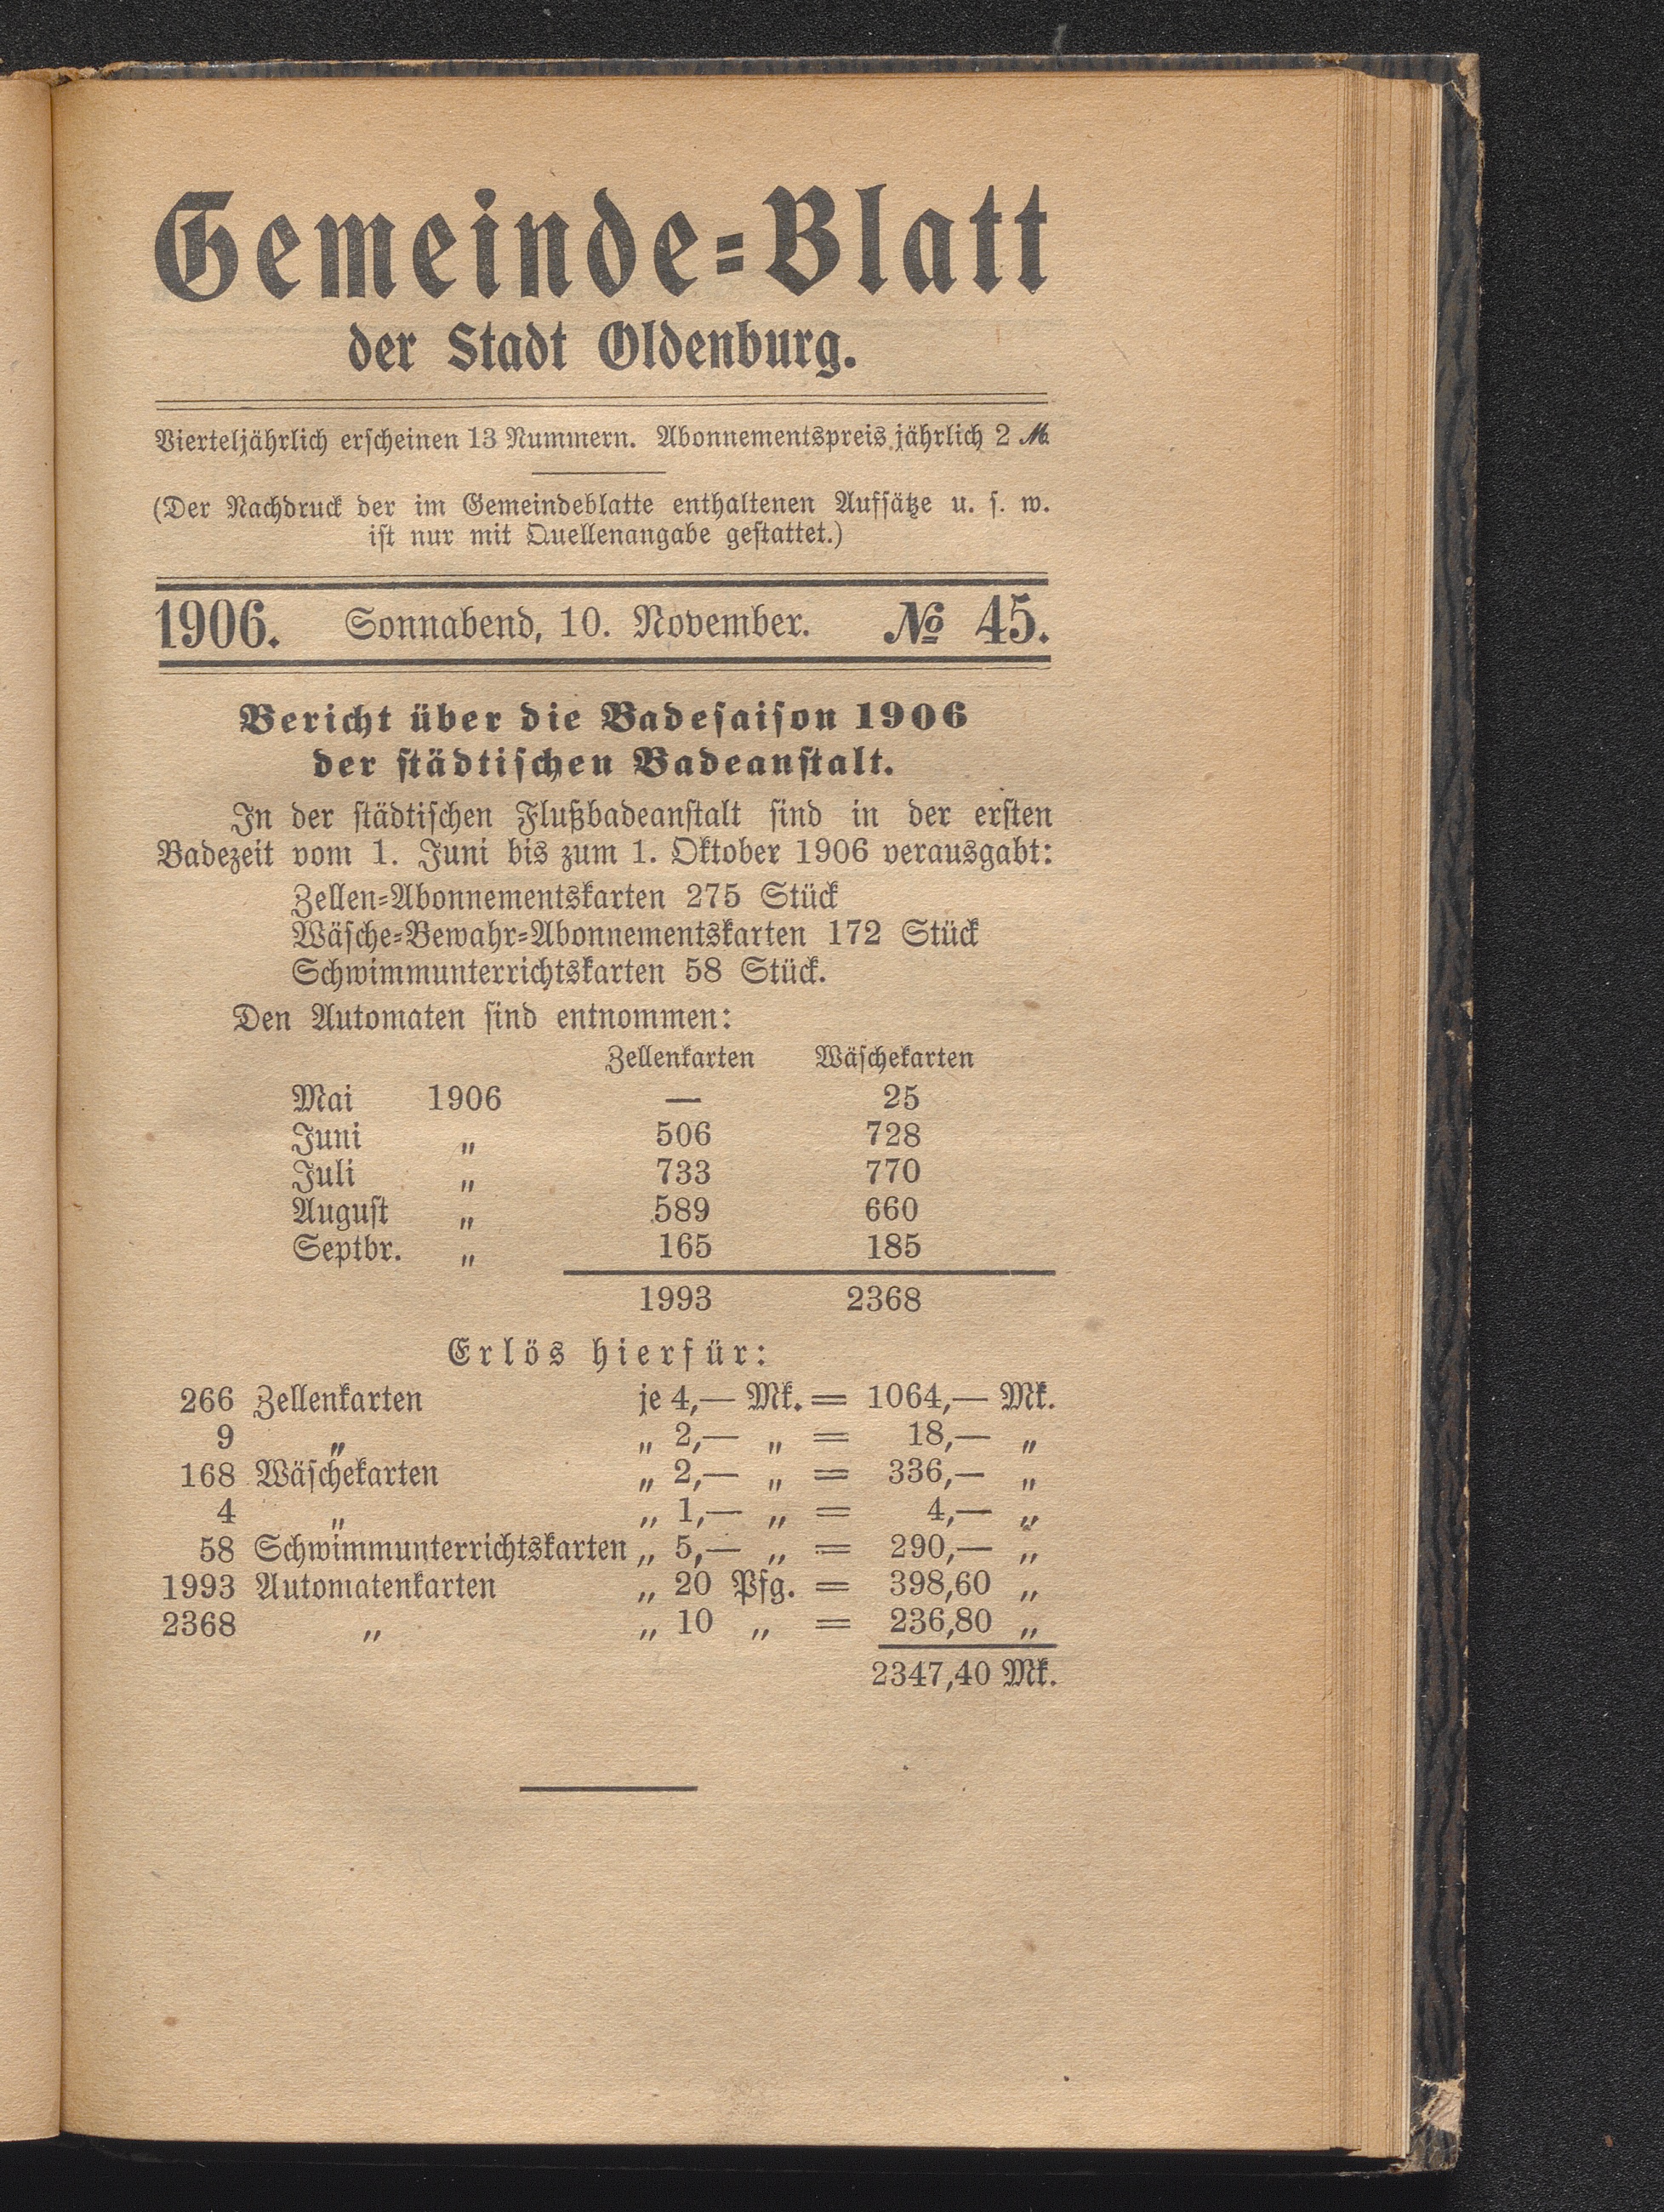 Gemeinde-Blatt
der Stadt Oldenburg.
Vierteljährlich erscheinen 13 Nummern. Abonnementspreis jährlich 2 ℳ
(Der Nachdruck der im Gemeindeblatte enthaltenen Aufsätze u. s. w.
ist nur mit Quellenangabe gestattet.)
1906. Sonnabend, 10. November. № 45.
Bericht über die Badesaison 1906
der städtischen Badeanstalt.
In der städtischen Flußbadeanstalt sind in der ersten
Badezeit vom 1. Juni bis zum 1. Oktober 1906 verausgabt:
Zellen-Abonnementskarten 275 Stück
Wäsche-Bewahr-Abonnementskarten 172 Stück
Schwimmunterrichtskarten 58 Stück.
Den Automaten sind entnommen:
Zellenkarten Wäschekarten
Mai 1906 — 25
Juni „ 506 728
Juli „ 733 770
August „ 589 660
Septbr. „ 165 185
1993 2368
Erlös hierfür:
266 Zellenkarten je 4,— Mk. = 1064,— Mk.
9 „ „ 2,— „ = 18,— „
168 Wäschekarten „ 2,— „ = 336,— „
4 „ „ 1,— „ = 4,— „
58 Schwimmunterrichtskarten „ 5,— „ = 290,— „
1993 Automatenkarten „ 20 Pfg. = 398,60 „
2368 „ „ 10 „ = 236,80 „
2347,40 Mk.